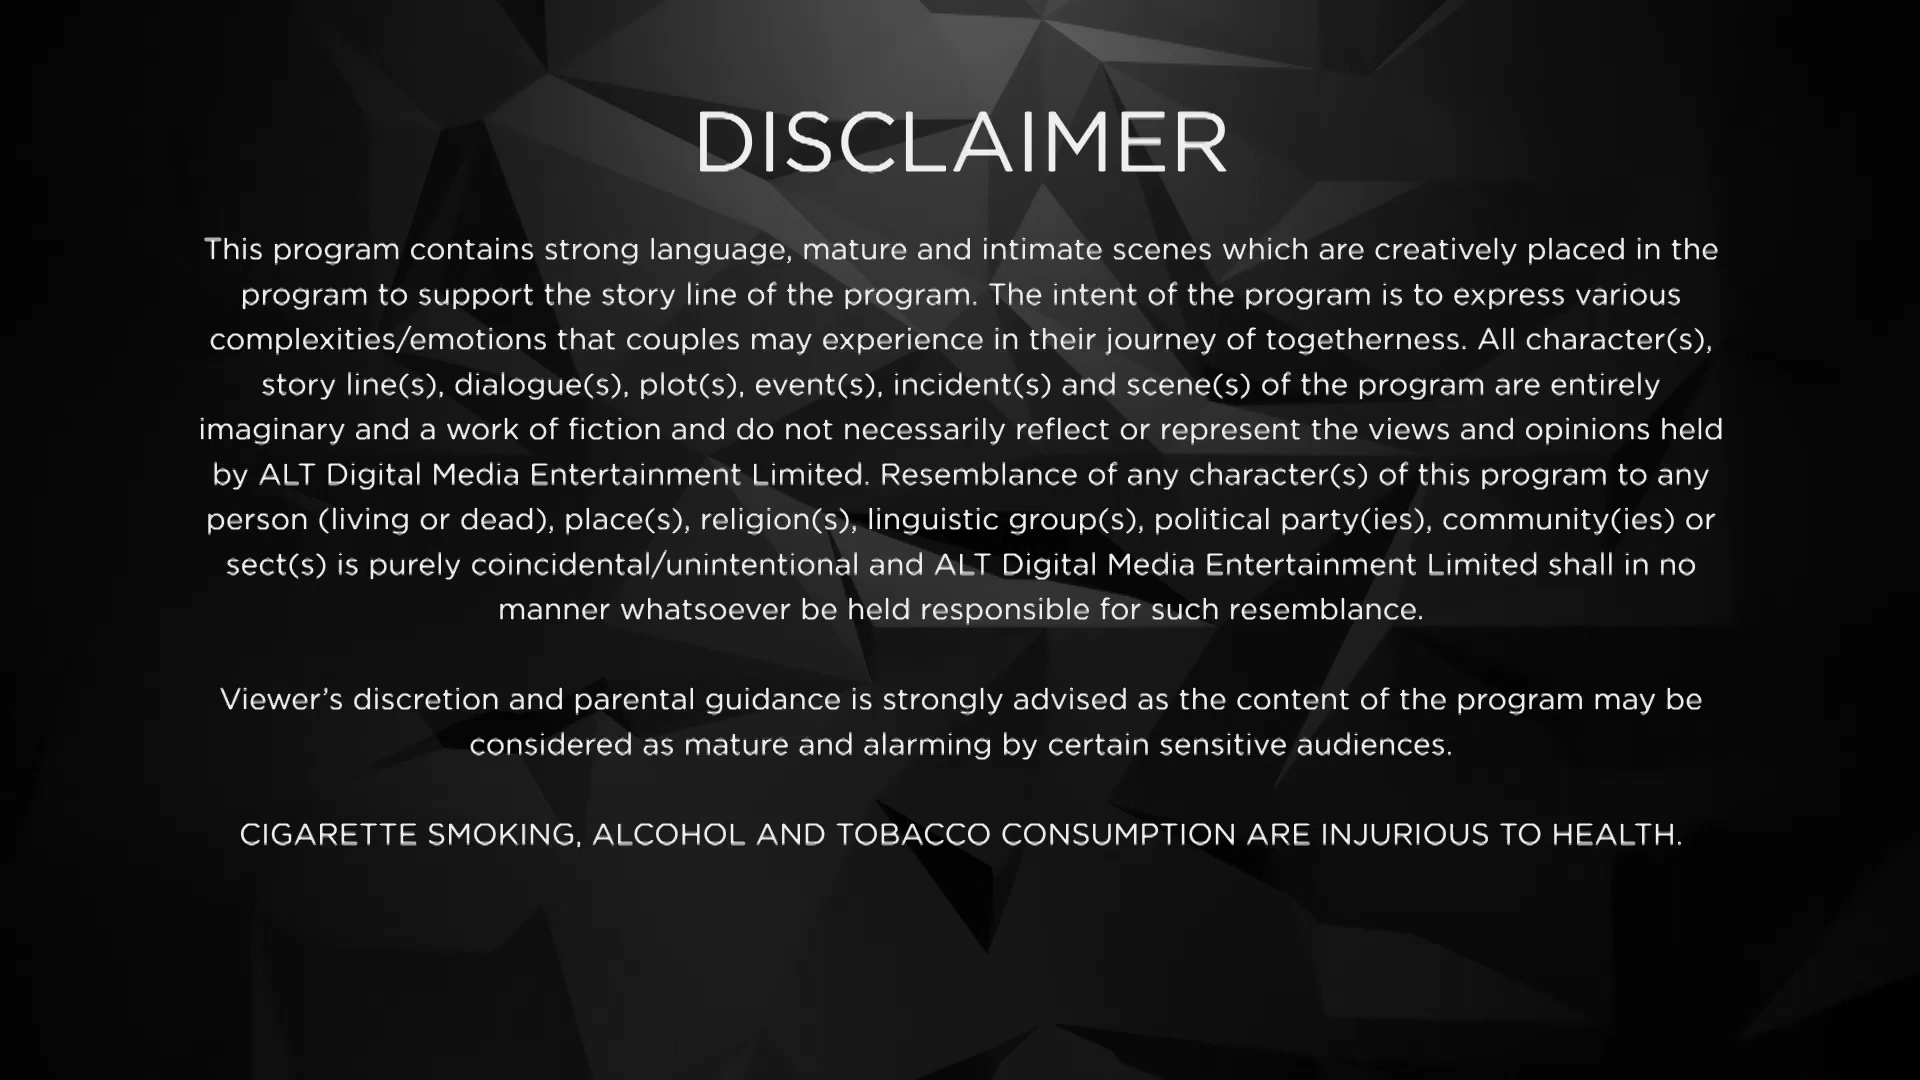 DISCLAIMER
This program contains strong language, mature and intimate scenes which are creatively placed in the
program to support the story line of the program. The intent of the program is to express various
complexities/emotions that couples may experience in their journey of togetherness. All character(s),
story line(s), dialogue(s), plot(s), event(s), incident(s) and scene(s) of the program are entirely
imaginary and a work of fiction and do not necessarily reflect or represent the views and opinions held
by ALT Digital Media Entertainment Limited. Resemblance of any character(s) of this program to any
person (living or dead), place(s), religion(s), linguistic group(s), political party(ies), community(ies) or
sect(s) is purely coincidental/unintentional and ALT Digital Media Entertainment Limited shall in no
manner whatsoever be held responsible for such resemblance.
Viewer’s discretion and parental guidance is strongly advised as the content of the program may be
considered as mature and alarming by certain sensitive audiences.
CIGARETTE SMOKING, ALCOHOL AND TOBACCO CONSUMPTION ARE INJURIOUS TO HEALTH.